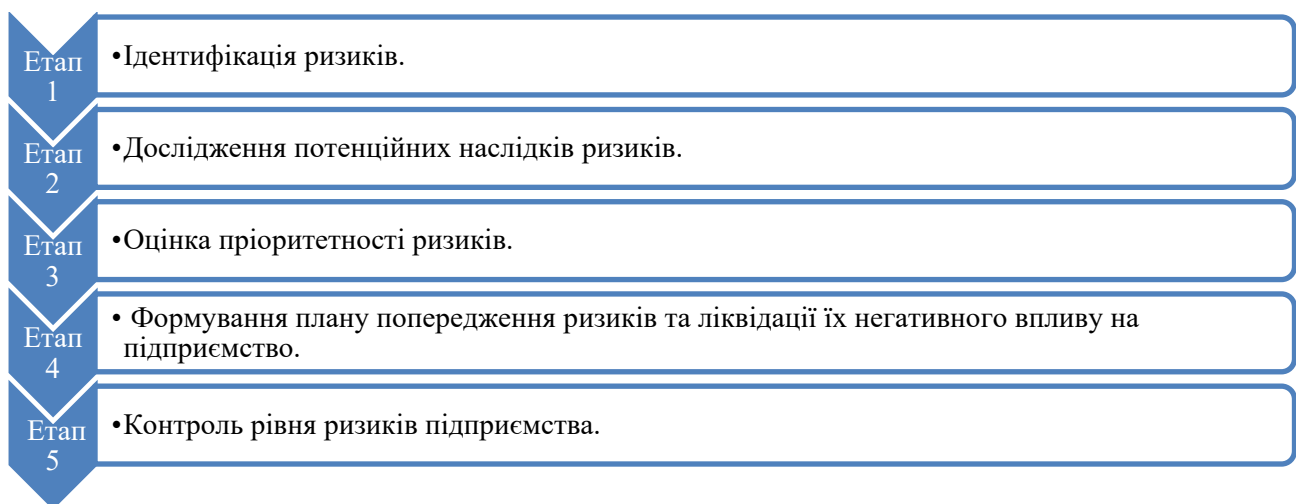 Етап
1
•Ідентифікація ризиків.
Етап
2
•Дослідження потенційних наслідків ризиків.
Етап
3
•Оцінка пріоритетності ризиків.
Етап
4
• Формування плану попередження ризиків та ліквідації їх негативного впливу на
підприємство.
Етап
5
•Контроль рівня ризиків підприємства.